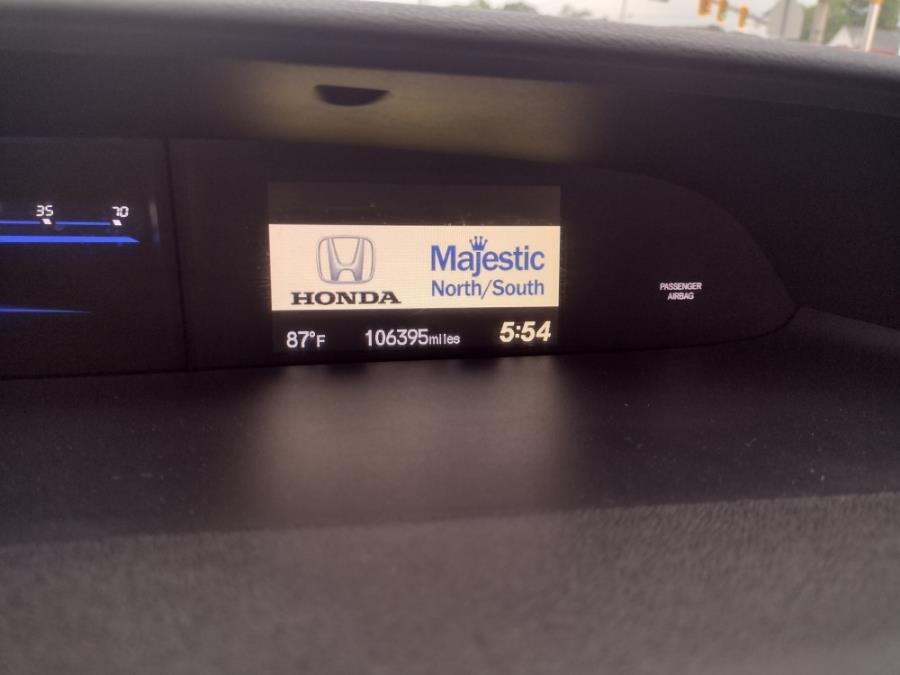 35 70
HONDA
Majestic
North/South
87°F 106395miles 5:54
PASSENGER
AIRBAG